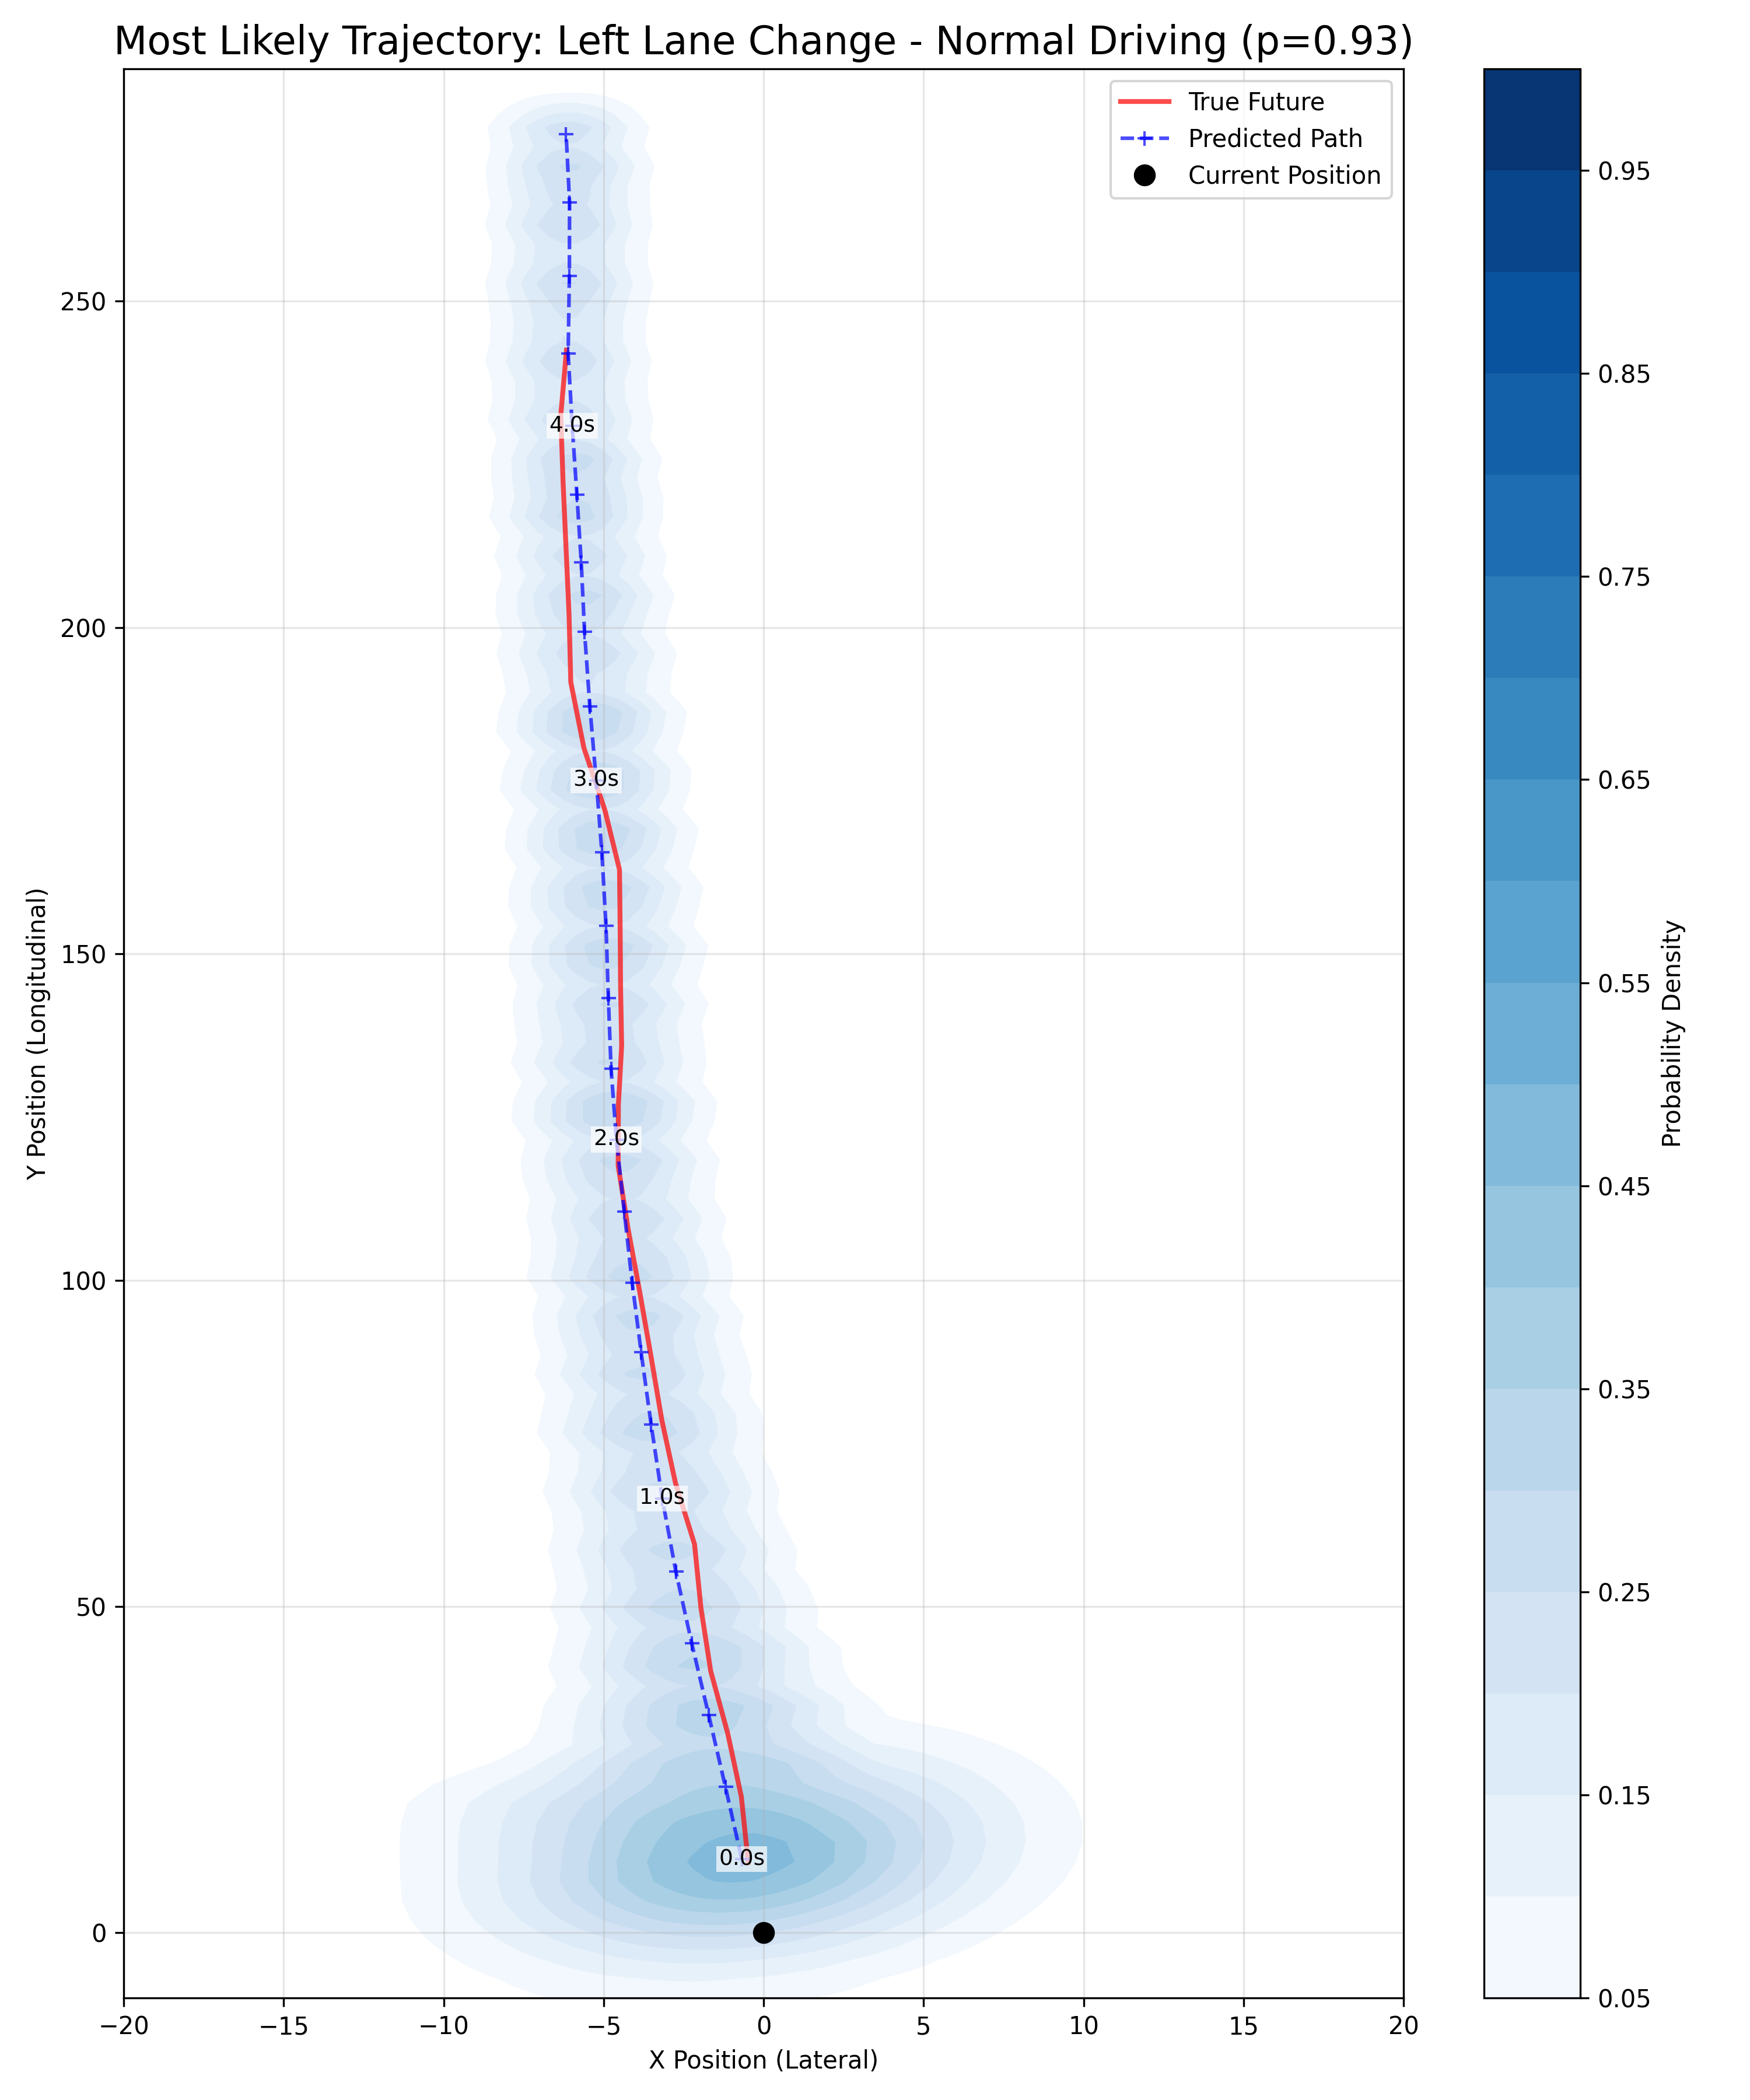 Most Likely Trajectory: Left Lane Change - Normal Driving (p=0.93)
True Future
Predicted Path
Current Position
250
200
150
100
50
0
Y Position (Longitudinal)
4.0s
3.0s
2.0s
1.0s
0.0s
−20
−15
−10
−5
0
5
10
15
20
X Position (Lateral)
0.95
0.85
0.75
0.65
0.55
0.45
0.35
0.25
0.15
0.05
Probability Density